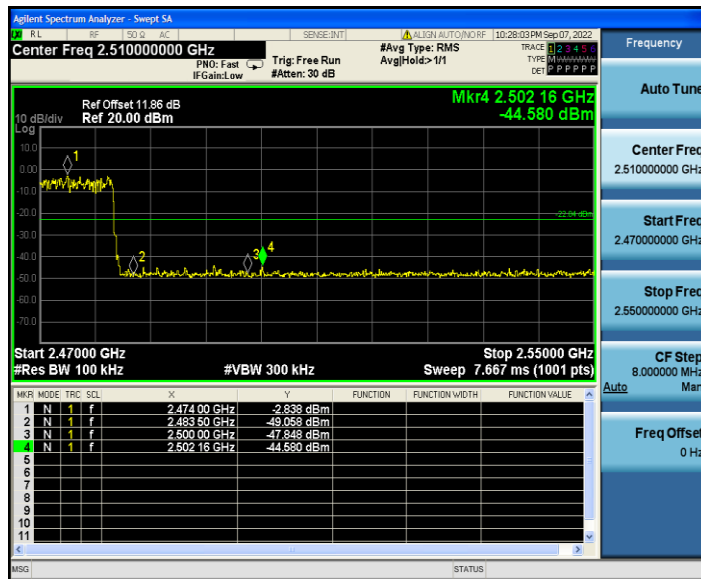 Agilent Spectrum Analyzer - Swept SA
RL RF 50 Ω AC SENSE:INT ALIGN AUTO/NO RF 10:28:03 PM Sep 07, 2022
Center Freq 2.510000000 GHz #Avg Type: RMS TRACE 1 2 3 4 5 6
PNO: Fast Trig: Free Run Avg|Hold:> 1/1 TYPE M
IFGain:Low #Atten: 30 dB DET P P P P P P
Ref Offset 11.86 dB Mkr4 2.502 16 GHz
10 dB/div Ref 20.00 dBm -44.580 dBm
Log
10.0
1
0.00
-10.0
-20.0
-22.84 dBm
-30.0
-40.0
2 3 4
-50.0
-60.0
-70.0
Start 2.47000 GHz Stop 2.55000 GHz
#Res BW 100 kHz #VBW 300 kHz Sweep 7.667 ms (1001 pts)
MKR MODE TRC SCL X Y FUNCTION FUNCTION WIDTH FUNCTION VALUE
1 N 1 f 2.474 00 GHz -2.838 dBm
2 N 1 f 2.483 50 GHz -49.058 dBm
3 N 1 f 2.500 00 GHz -47.848 dBm
4 N 1 f 2.502 16 GHz -44.580 dBm
5
6
7
8
9
10
11
MSG STATUS
Frequency
Auto Tune
Center Freq
2.510000000 GHz
Start Freq
2.470000000 GHz
Stop Freq
2.550000000 GHz
CF Step
8.000000 MHz
Auto Man
Freq Offset
0 Hz